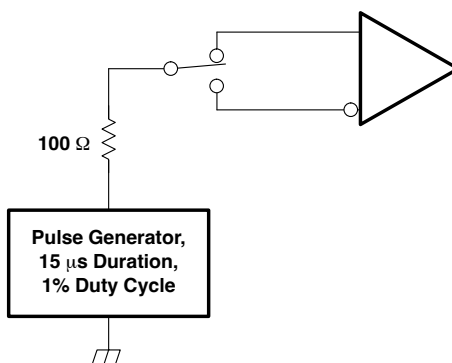 100 Ω
Pulse Generator,
15 μs Duration,
1% Duty Cycle